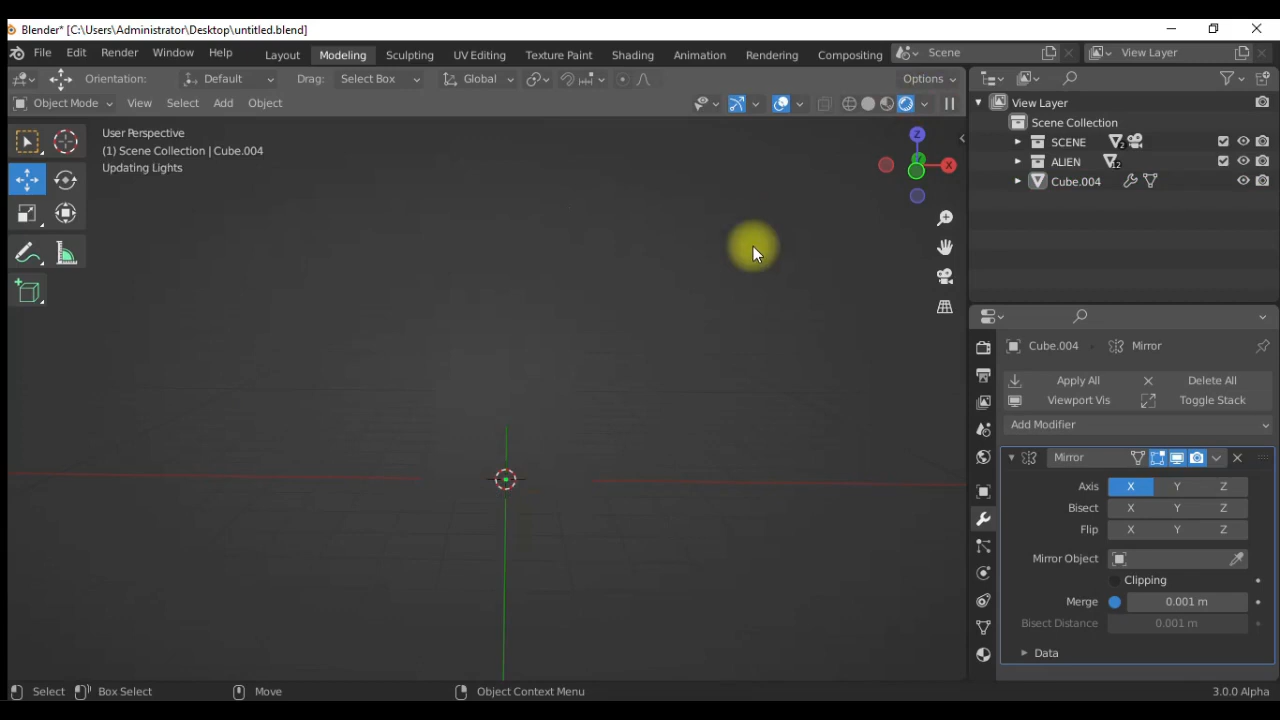 Blender* [C:\Users\Administrator\Desktop\untitled.blend]
File Edit Render Window Help Layout Modeling Sculpting UV Editing Texture Paint Shading Animation Rendering Compositing Scene View Layer
Orientation: Default Drag: Select Box Global Options
Object Mode View Select Add Object
View Layer
Scene Collection
SCENE 2
ALIEN 12
Cube.004
User Perspective
(1) Scene Collection | Cube.004
Updating Lights
Z
Y
X
Cube.004 Mirror
Apply All Delete All
Viewport Vis Toggle Stack
Add Modifier
Mirror
Axis X Y Z
Bisect X Y Z
Flip X Y Z
Mirror Object
Clipping
Merge 0.001 m
Bisect Distance 0.001 m
Data
Select Box Select Move Object Context Menu 3.0.0 Alpha